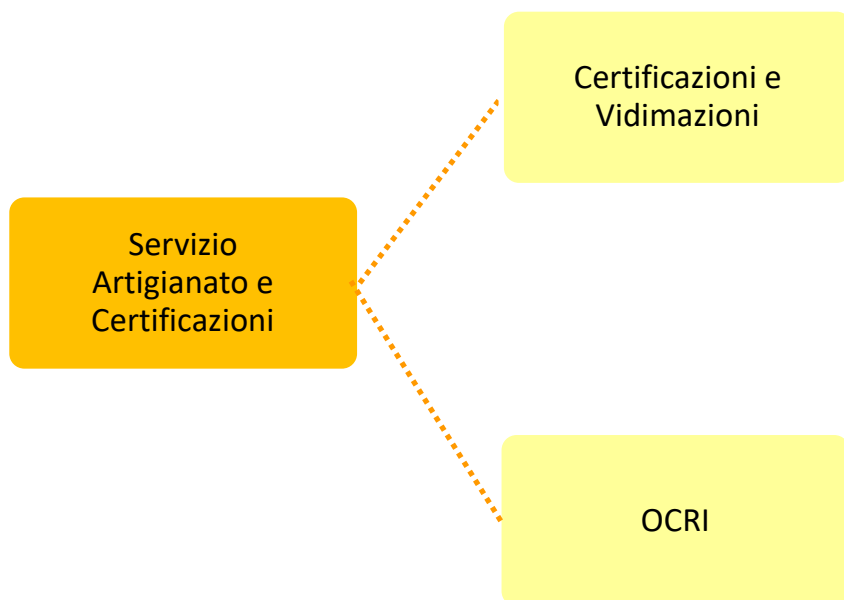 Certificazioni e
Vidimazioni
Servizio
Artigianato e
Certificazioni
OCRI